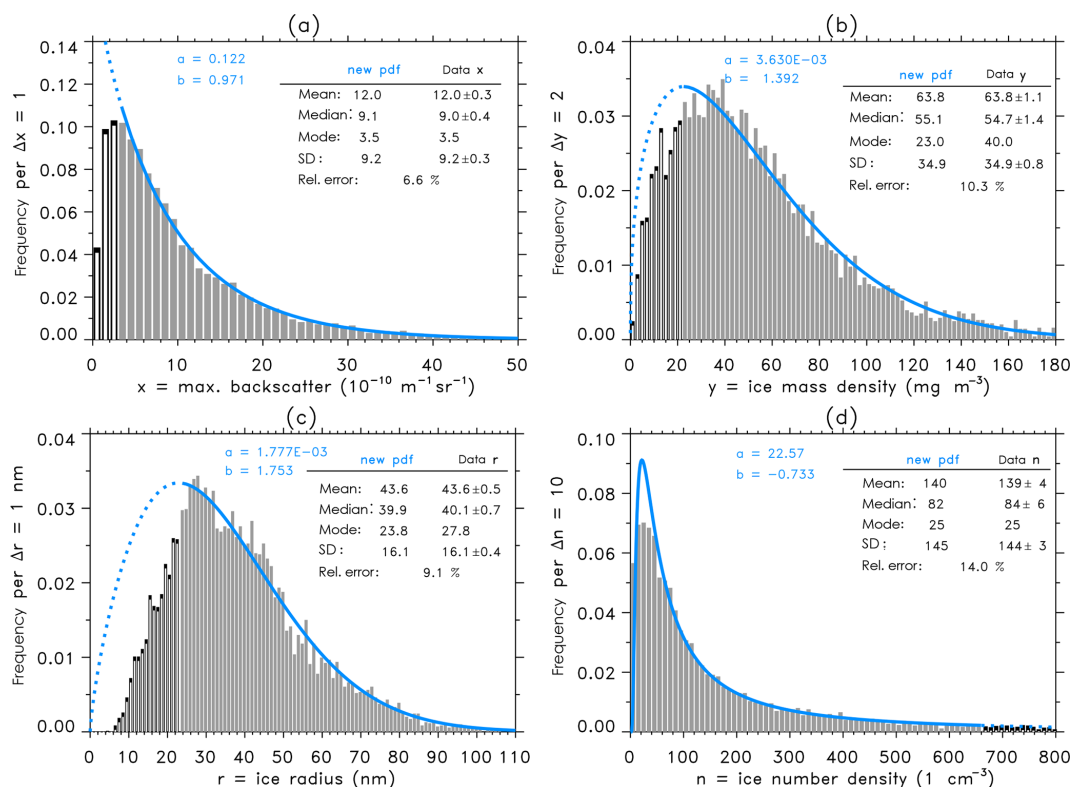 (a)
Frequency per Δx = 1
0.14
0.12
0.10
0.08
0.06
0.04
0.02
0.00
a = 0.122
b = 0.971
new pdf Data x
Mean: 12.0 12.0±0.3
Median: 9.1 9.0±0.4
Mode: 3.5 3.5
SD: 9.2 9.2±0.3
Rel. error: 6.6 %
0 10 20 30 40 50
x = max. backscatter (10⁻¹⁰ m⁻¹sr⁻¹)
(b)
Frequency per Δy = 2
0.04
0.03
0.02
0.01
0.00
a = 3.630E−03
b = 1.392
new pdf Data y
Mean: 63.8 63.8±1.1
Median: 55.1 54.7±1.4
Mode: 23.0 40.0
SD: 34.9 34.9±0.8
Rel. error: 10.3 %
0 20 40 60 80 100 120 140 160 180
y = ice mass density (mg m⁻³)
(c)
Frequency per Δr = 1 nm
0.04
0.03
0.02
0.01
0.00
a = 1.777E−03
b = 1.753
new pdf Data r
Mean: 43.6 43.6±0.5
Median: 39.9 40.1±0.7
Mode: 23.8 27.8
SD: 16.1 16.1±0.4
Rel. error: 9.1 %
0 10 20 30 40 50 60 70 80 90 100 110
r = ice radius (nm)
(d)
Frequency per Δn = 10
0.10
0.08
0.06
0.04
0.02
0.00
a = 22.57
b = −0.733
new pdf Data n
Mean: 140 139± 4
Median: 82 84± 6
Mode: 25 25
SD: 145 144± 3
Rel. error: 14.0 %
0 100 200 300 400 500 600 700 800
n = ice number density (1 cm⁻³)